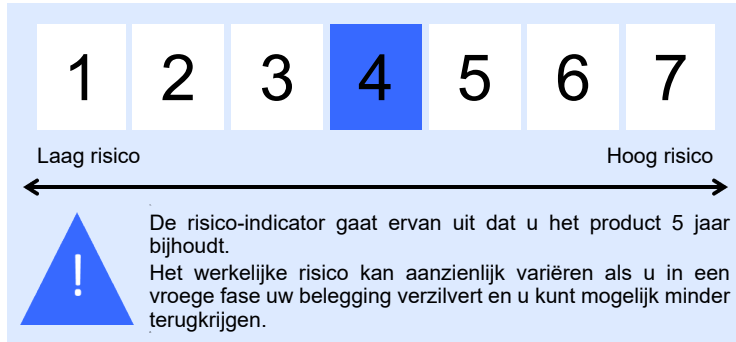 1 2 3 4 5 6 7
Laag risico Hoog risico
De risico-indicator gaat ervan uit dat u het product 5 jaar
bijhoudt.
Het werkelijke risico kan aanzienlijk variëren als u in een
vroege fase uw belegging verzilvert en u kunt mogelijk minder
terugkrijgen.
!